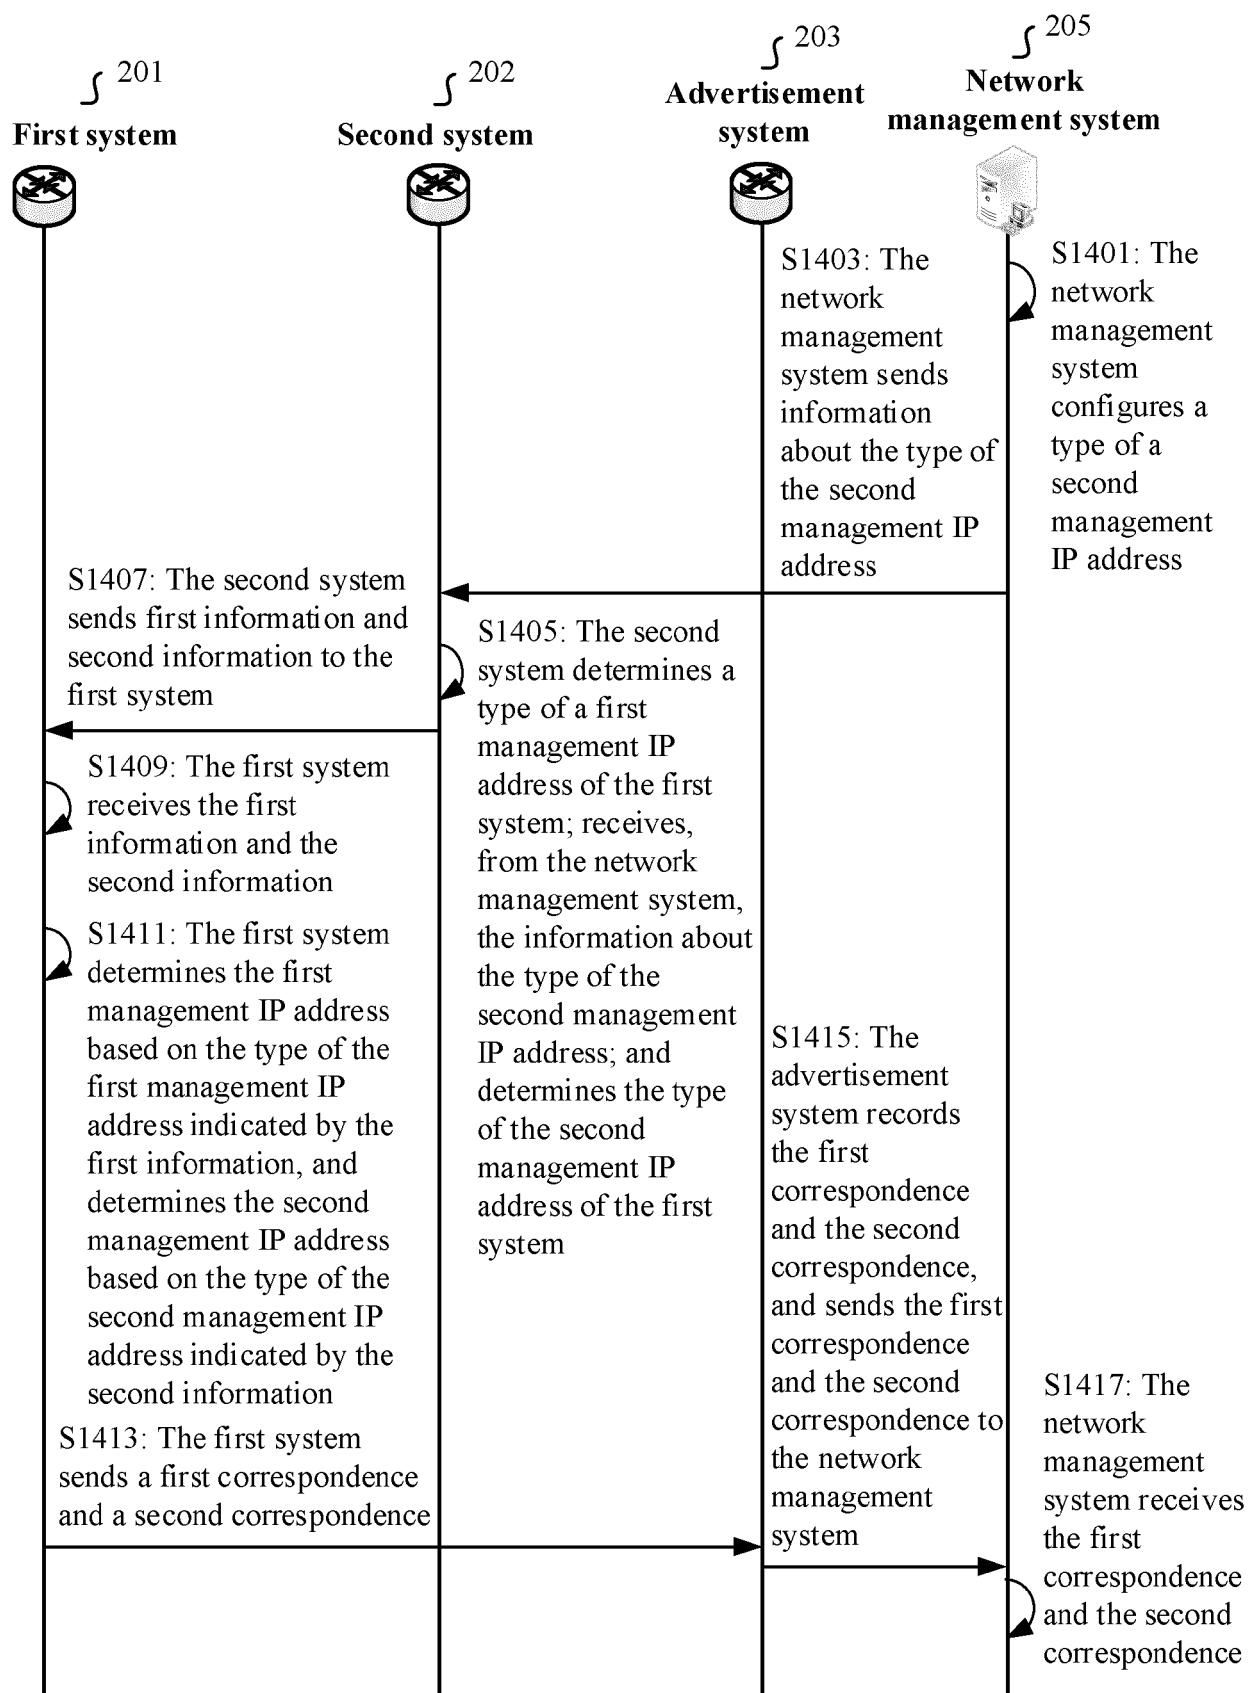 201
First system
202
Second system
203
Advertisement
system
205
Network
management system
S1401: The
network
management
system
configures a
type of a
second
management
IP address
S1403: The
network
management
system sends
information
about the type of
the second
management IP
address
S1407: The second system
sends first information and
second information to the
first system
S1405: The second
system determines a
type of a first
management IP
address of the first
system; receives,
from the network
management system,
the information about
the type of the
second management
IP address; and
determines the type
of the second
management IP
address of the first
system
S1409: The first system
receives the first
information and the
second information
S1411: The first system
determines the first
management IP address
based on the type of the
first management IP
address indicated by the
first information, and
determines the second
management IP address
based on the type of the
second management IP
address indicated by the
second information
S1413: The first system
sends a first correspondence
and a second correspondence
S1415: The
advertisement
system records
the first
correspondence
and the second
correspondence,
and sends the first
correspondence
and the second
correspondence to
the network
management
system
S1417: The
network
management
system receives
the first
correspondence
and the second
correspondence